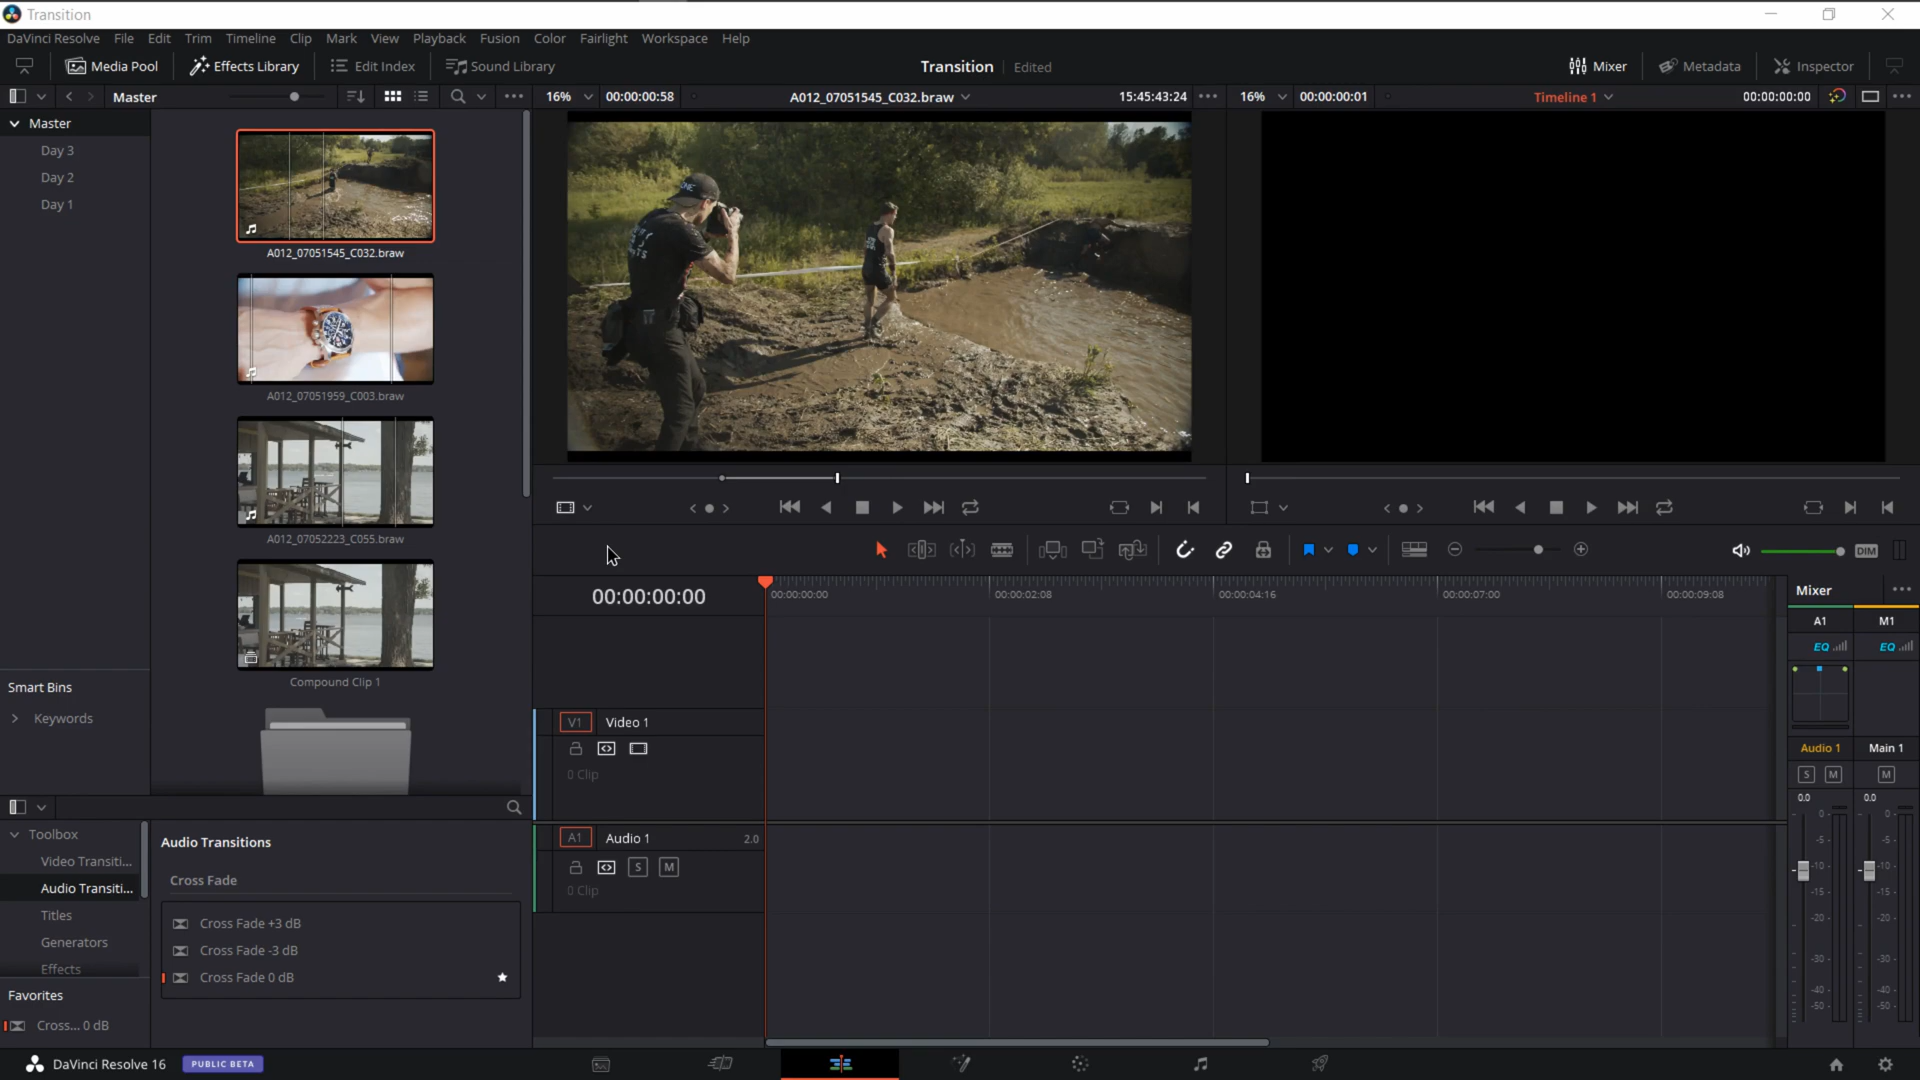 Transition
DaVinci Resolve File Edit Trim Timeline Clip Mark View Playback Fusion Color Fairlight Workspace Help
Media Pool Effects Library Edit Index Sound Library Transition Edited Mixer Metadata Inspector
Master 16% 00:00:00:58 A012_07051545_C032.braw 15:45:43:24 16% 00:00:00:01 Timeline 1 00:00:00:00
Master
Day 3
Day 2
Day 1
A012_07051545_C032.braw
A012_07051959_C003.braw
A012_07052223_C055.braw
Compound Clip 1
Smart Bins
Keywords
DIM
00:00:00:00
00:00:00:00 00:00:02:08 00:00:04:16 00:00:07:00 00:00:09:08
V1 Video 1
0 Clip
A1 Audio 1 2.0
S M
0 Clip
Mixer
A1 M1
EQ EQ
Audio 1 Main 1
S M M
0.0 0.0
0 0
-5 -5
-10 -10
-15 -15
-20 -20
-30 -30
-40 -40
-50 -50
Toolbox
Video Transiti...
Audio Transiti...
Titles
Generators
Effects
Favorites
Cross... 0 dB
Audio Transitions
Cross Fade
Cross Fade +3 dB
Cross Fade -3 dB
Cross Fade 0 dB
DaVinci Resolve 16 PUBLIC BETA